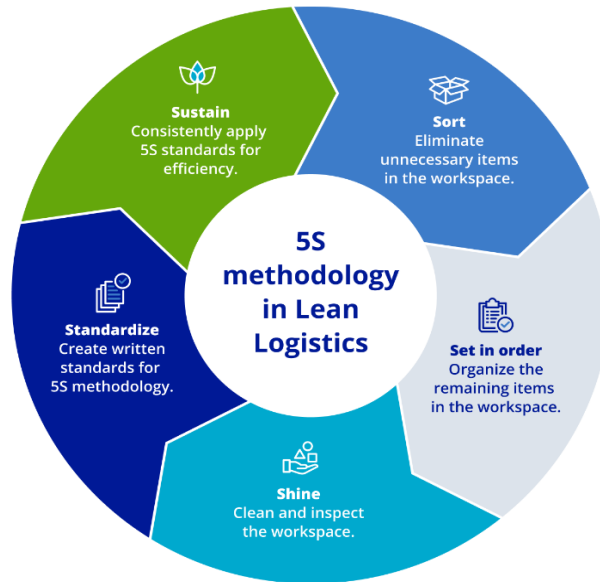 5S
methodology
in Lean
Logistics
Sort
Eliminate
unnecessary items
in the workspace.
Set in order
Organize the
remaining items
in the workspace.
Shine
Clean and inspect
the workspace.
Standardize
Create written
standards for
5S methodology.
Sustain
Consistently apply
5S standards for
efficiency.